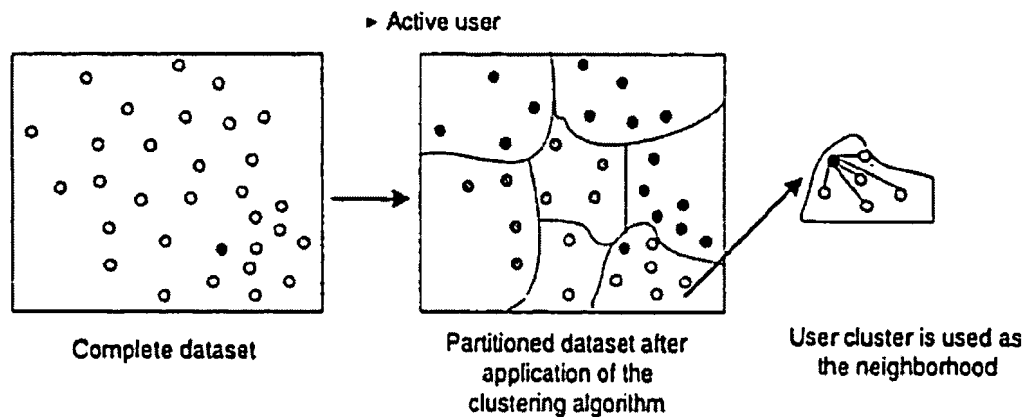 ▸ Active user
Complete dataset
Partitioned dataset after
application of the
clustering algorithm
User cluster is used as
the neighborhood